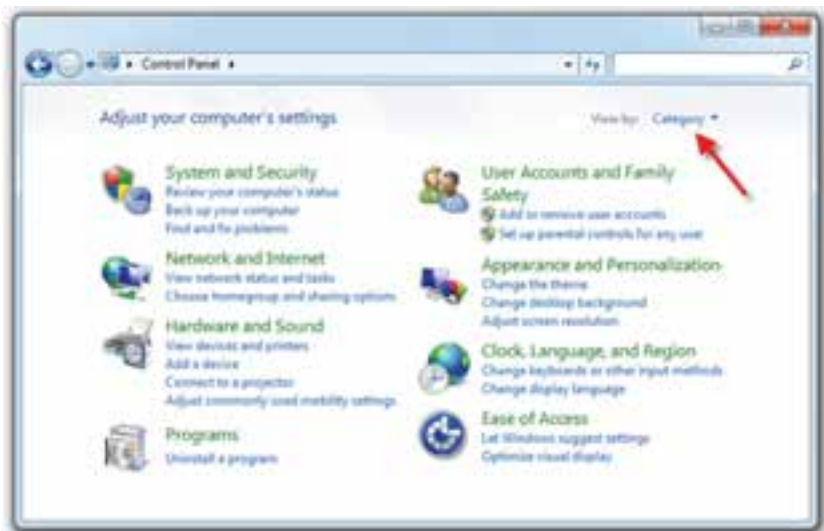 Control Panel
Adjust your computer's settings
View by: Category
System and Security
Review your computer's status
Back up your computer
Find and fix problems
Network and Internet
View network status and tasks
Choose homegroup and sharing options
Hardware and Sound
View devices and printers
Add a device
Connect to a projector
Adjust commonly used mobility settings
Programs
Uninstall a program
User Accounts and Family
Safety
Add or remove user accounts
Set up parental controls for any user
Appearance and Personalization
Change the theme
Change desktop background
Adjust screen resolution
Clock, Language, and Region
Change keyboards or other input methods
Change display language
Ease of Access
Let Windows suggest settings
Optimize visual display